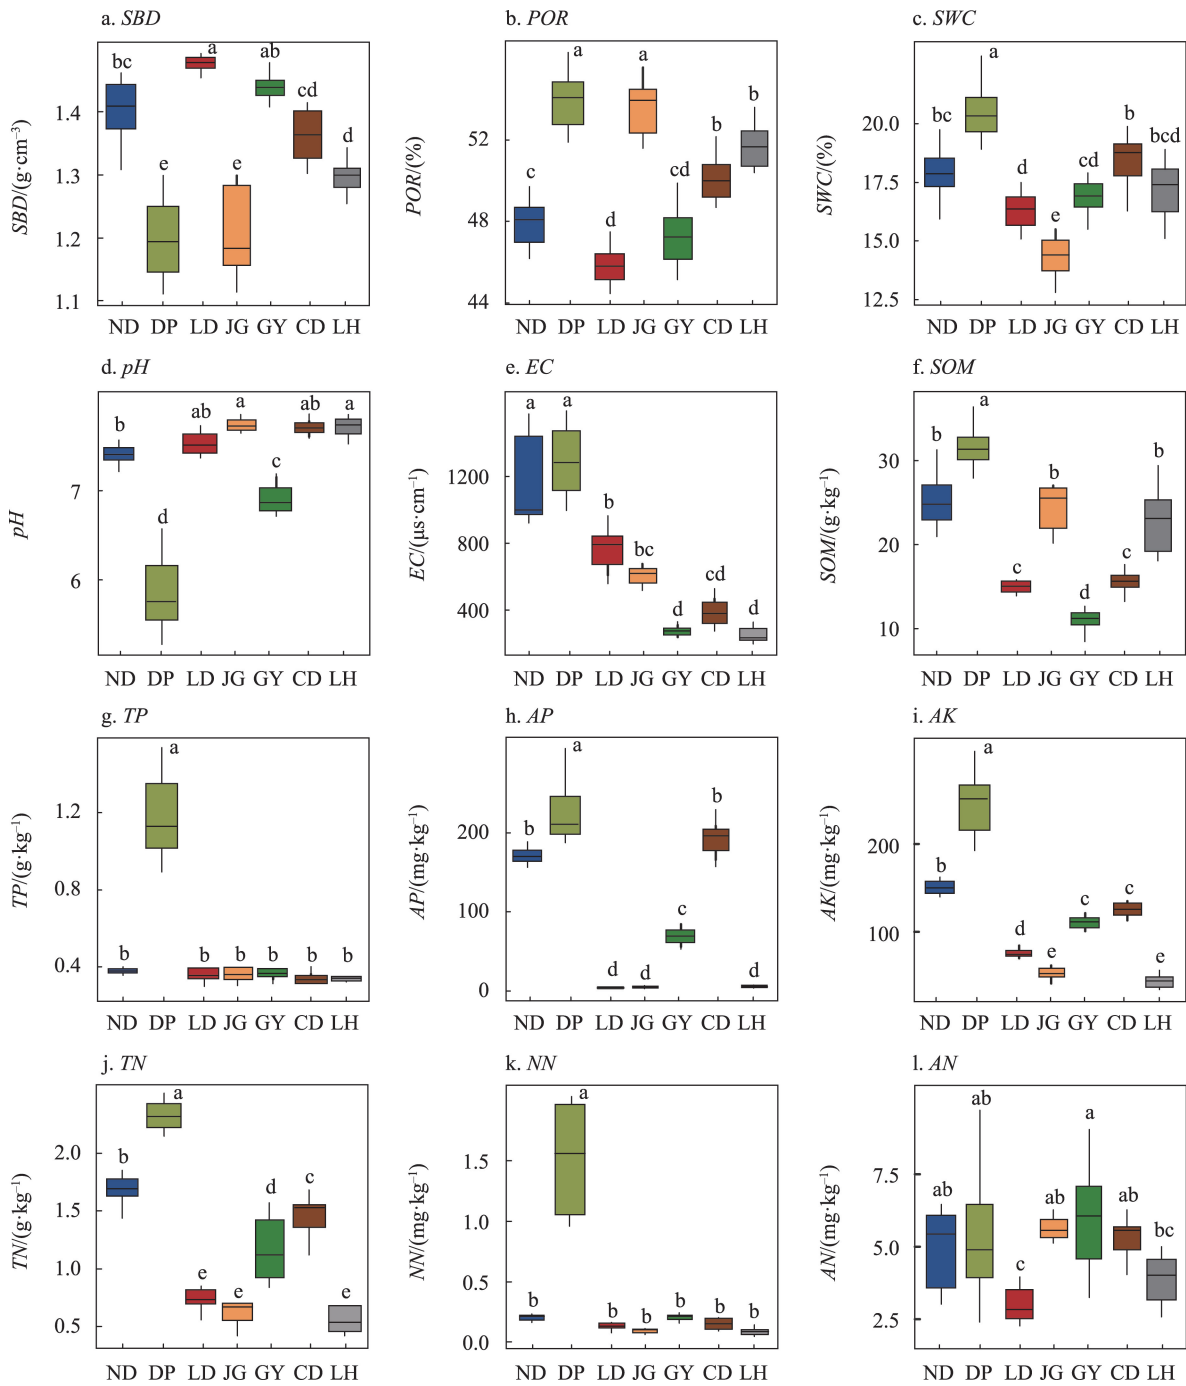 a. SBD
b. POR
c. SWC
SBD/(g·cm⁻³)
1.4
1.3
1.2
1.1
bc
e
a
e
ab
cd
d
ND DP LD JG GY CD LH
POR/(%)
52
48
44
c
a
d
a
cd
b
b
ND DP LD JG GY CD LH
SWC/(%)
20.0
17.5
15.0
12.5
bc
a
d
e
cd
b
bcd
ND DP LD JG GY CD LH
d. pH
e. EC
f. SOM
pH
7
6
b
d
ab
a
c
ab
a
ND DP LD JG GY CD LH
EC/(μs·cm⁻¹)
1200
800
400
a
a
b
bc
d
cd
d
ND DP LD JG GY CD LH
SOM/(g·kg⁻¹)
30
20
10
b
a
c
b
d
c
b
ND DP LD JG GY CD LH
g. TP
h. AP
i. AK
TP/(g·kg⁻¹)
1.2
0.8
0.4
b
a
b
b
b
b
b
ND DP LD JG GY CD LH
AP/(mg·kg⁻¹)
200
100
0
b
a
d
d
c
b
d
ND DP LD JG GY CD LH
AK/(mg·kg⁻¹)
200
100
b
a
d
e
c
c
e
ND DP LD JG GY CD LH
j. TN
k. NN
l. AN
TN/(g·kg⁻¹)
2.0
1.5
1.0
0.5
b
a
e
e
d
c
e
ND DP LD JG GY CD LH
NN/(mg·kg⁻¹)
1.5
1.0
0.5
0.0
b
a
b
b
b
b
b
ND DP LD JG GY CD LH
AN/(mg·kg⁻¹)
7.5
5.0
2.5
ab
ab
c
ab
a
ab
bc
ND DP LD JG GY CD LH